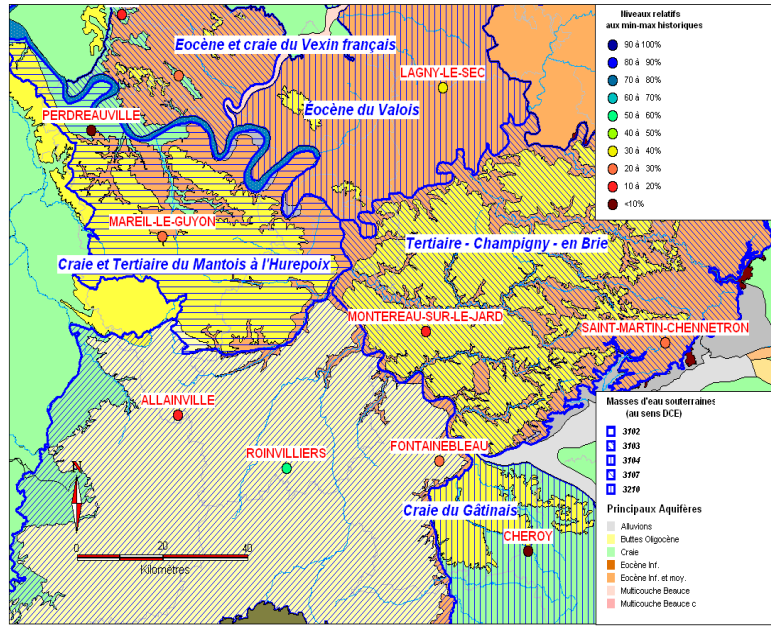 Niveaux relatifs
aux min-max historiques
90 à 100%
80 à 90%
70 à 80%
60 à 70%
50 à 60%
40 à 50%
30 à 40%
20 à 30%
10 à 20%
<10%
Eocène et craie du Vexin français
LAGNY-LE-SEC
Éocène du Valois
PERDREAUVILLE
MAREIL-LE-GUYON
Tertiaire - Champigny - en Brie
Craie et Tertiaire du Mantois à l'Hurepoix
MONTEREAU-SUR-LE-JARD
SAINT-MARTIN-CHENNETRON
ALLAINVILLE
ROINVILLIERS
FONTAINEBLEAU
Craie du Gâtinais
CHEROY
N
0 20 40
Kilomètres
Masses d'eau souterraines
(au sens DCE)
3102
3103
3104
3107
3210
Principaux Aquifères
Alluvions
Buttes Oligocène
Craie
Eocène Inf.
Eocène Inf. et moy.
Multicouche Beauce
Multicouche Beauce c